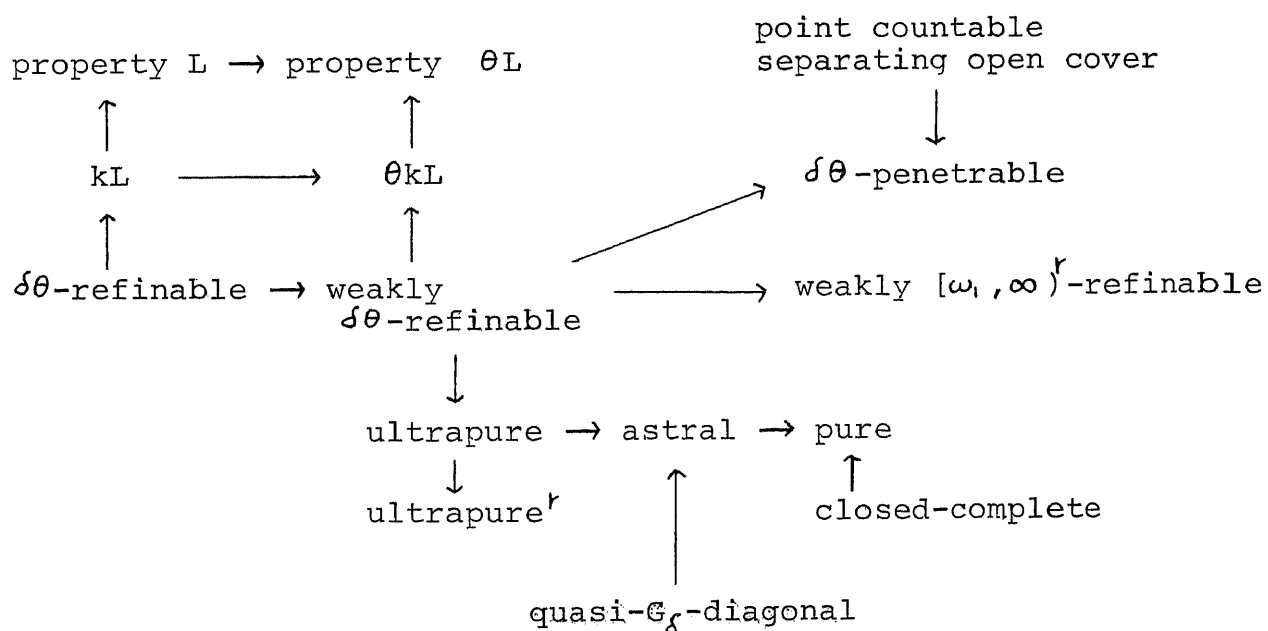 point countable
property L → property θL separating open cover
kL → θkL δθ-penetrable
δθ-refinable → weakly → weakly [ω₁, ∞)ʳ-refinable
δθ-refinable
ultrapure → astral → pure
ultrapureʳ closed-complete
quasi-G_δ-diagonal